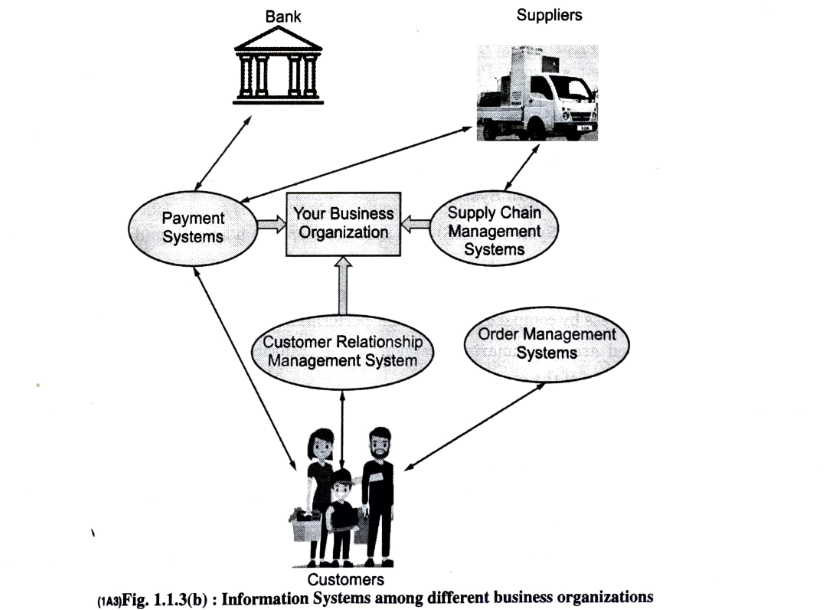 Bank
Suppliers
Payment
Systems
Your Business
Organization
Supply Chain
Management
Systems
Customer Relationship
Management System
Order Management
Systems
Customers
(1A3)Fig. 1.1.3(b) : Information Systems among different business organizations